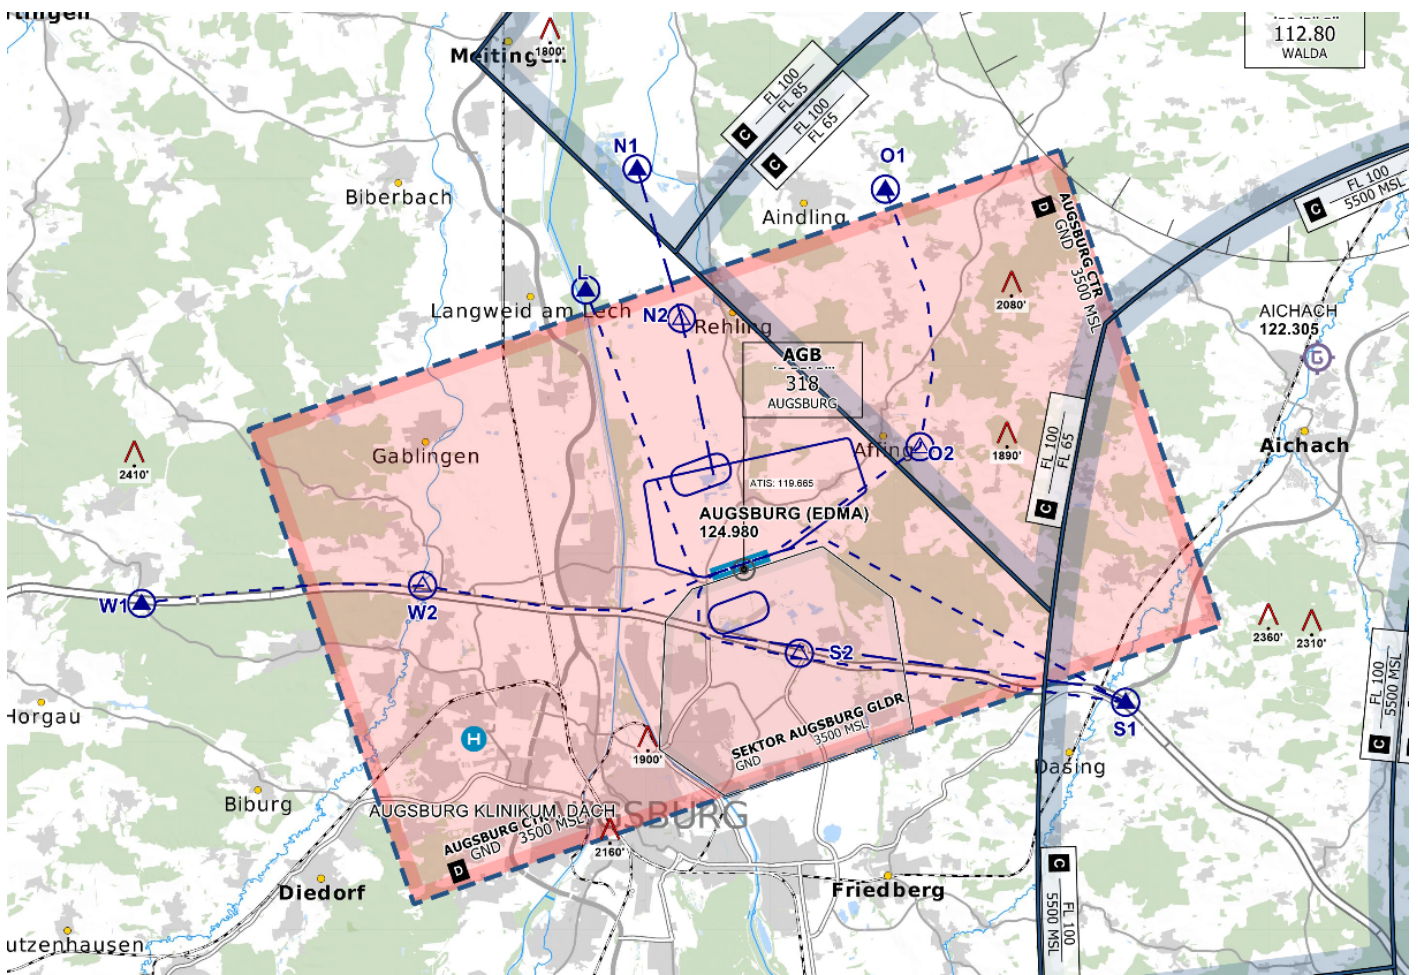 112.80
WALDA
Meitingen
1800'
FL 100
FL 85
C
FL 100
FL 65
C
N1
O1
Biberbach
Aindling
D
AUGSBURG CTR
GND 3500 MSL
FL 100
5500 MSL
C
L
Langweid am Lech
N2
Rehling
2080'
AICHACH
122.305
G
AGB
318
AUGSBURG
2410'
Gablingen
Affing
O2
1890'
Aichach
FL 100
FL 65
C
ATIS: 119.665
AUGSBURG (EDMA)
124.980
W1
W2
S2
2360'
2310'
FL 100
5500 MSL
C
S1
Horgau
H
1900'
SEKTOR AUGSBURG GLDR
3500 MSL
GND
Dasing
Biburg
AUGSBURG KLINIKUM, DACH
AUGSBURG
AUGSBURG CTR
GND 3500 MSL
D
2160'
Diedorf
Friedberg
C
FL 100
5500 MSL
utzenhausen